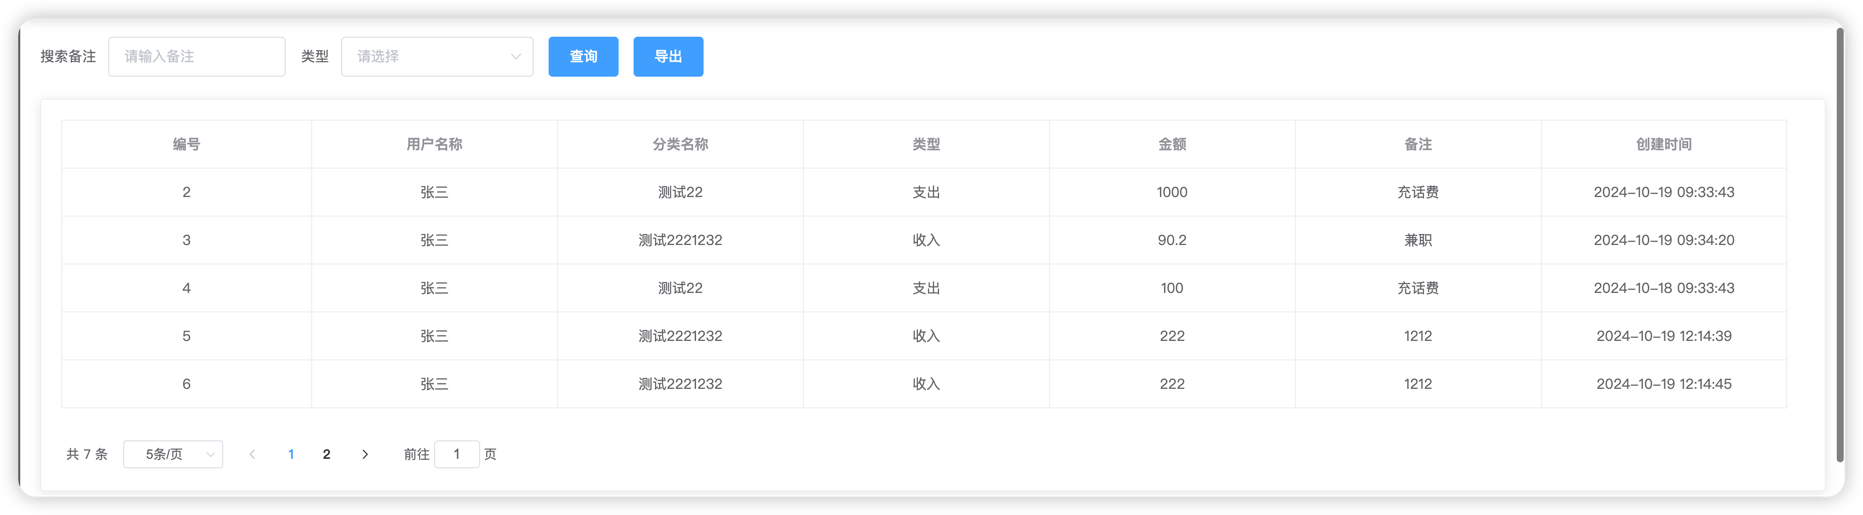 搜索备注 请输入备注 类型 请选择 查询 导出
编号 用户名称 分类名称 类型 金额 备注 创建时间
2 张三 测试22 支出 1000 充话费 2024-10-19 09:33:43
3 张三 测试2221232 收入 90.2 兼职 2024-10-19 09:34:20
4 张三 测试22 支出 100 充话费 2024-10-18 09:33:43
5 张三 测试2221232 收入 222 1212 2024-10-19 12:14:39
6 张三 测试2221232 收入 222 1212 2024-10-19 12:14:45
共 7 条 5条/页 1 2 前往 1 页